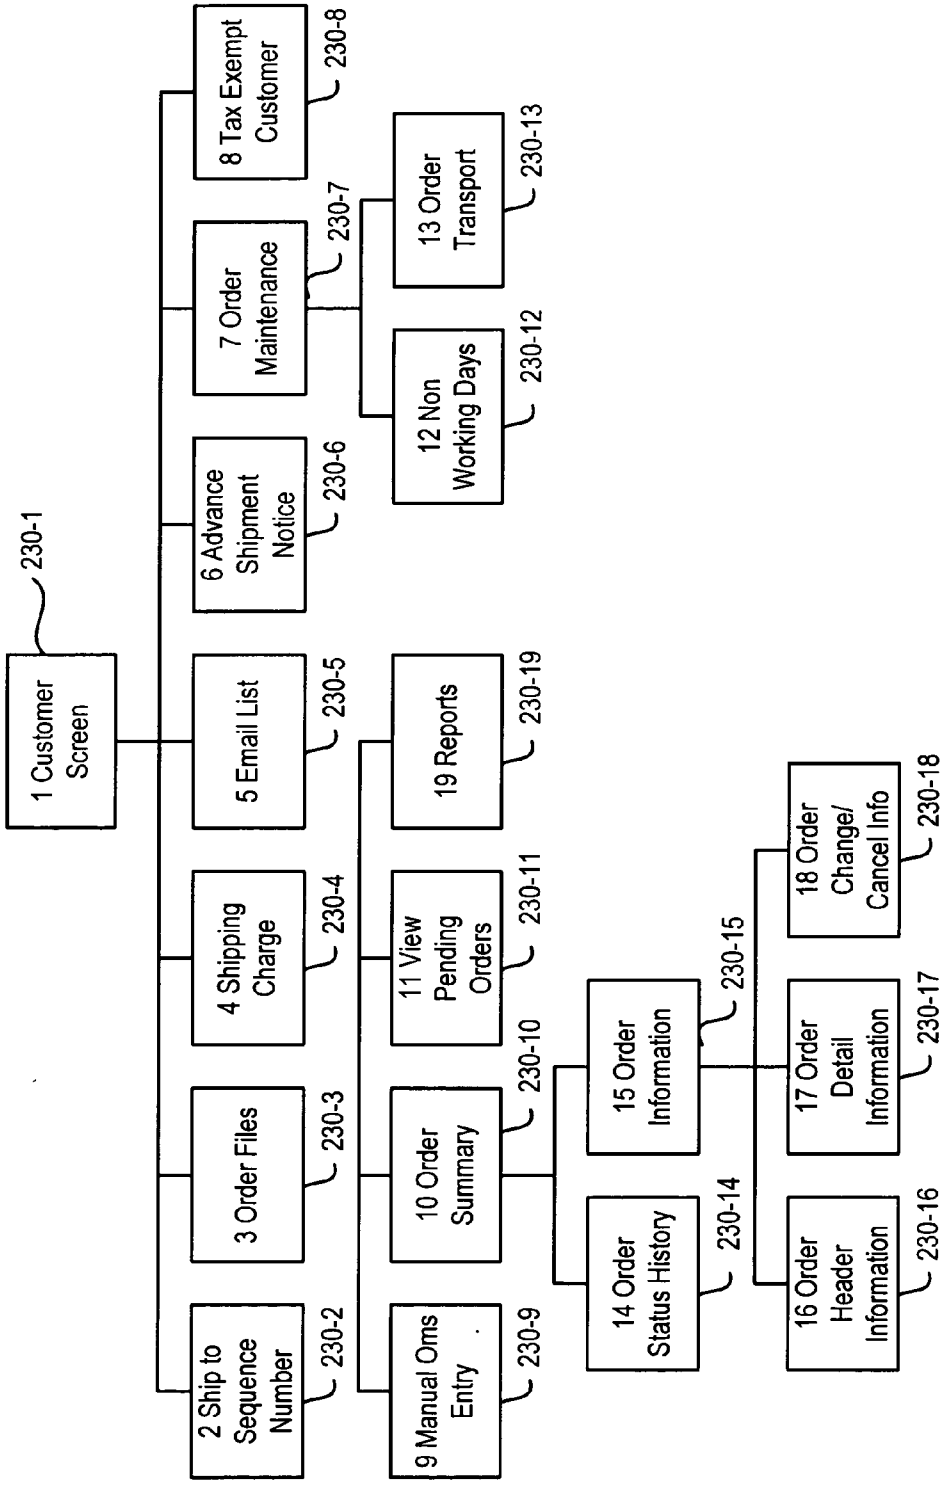 1 Customer
Screen
230-1
2 Ship to
Sequence
Number
230-2
3 Order Files
230-3
4 Shipping
Charge
230-4
5 Email List
230-5
6 Advance
Shipment
Notice
230-6
7 Order
Maintenance
230-7
8 Tax Exempt
Customer
230-8
9 Manual Oms
Entry
230-9
10 Order
Summary
230-10
11 View
Pending
Orders
230-11
19 Reports
230-19
12 Non
Working Days
230-12
13 Order
Transport
230-13
14 Order
Status History
230-14
15 Order
Information
230-15
16 Order
Header
Information
230-16
17 Order
Detail
Information
230-17
18 Order
Change/
Cancel Info
230-18